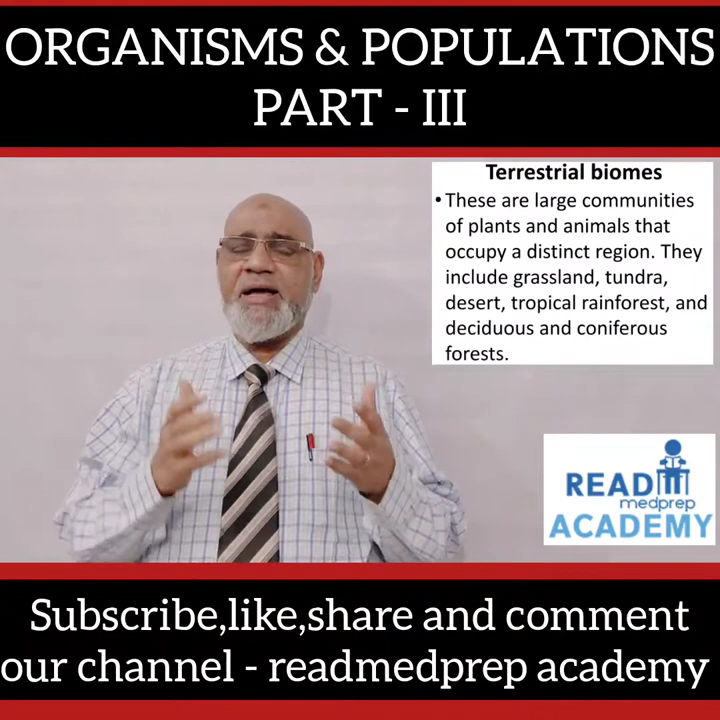 ORGANISMS & POPULATIONS
PART - III
Terrestrial biomes
• These are large communities
of plants and animals that
occupy a distinct region. They
include grassland, tundra,
desert, tropical rainforest, and
deciduous and coniferous
forests.
READ
medprep
ACADEMY
Subscribe,like,share and comment
our channel - readmedprep academy